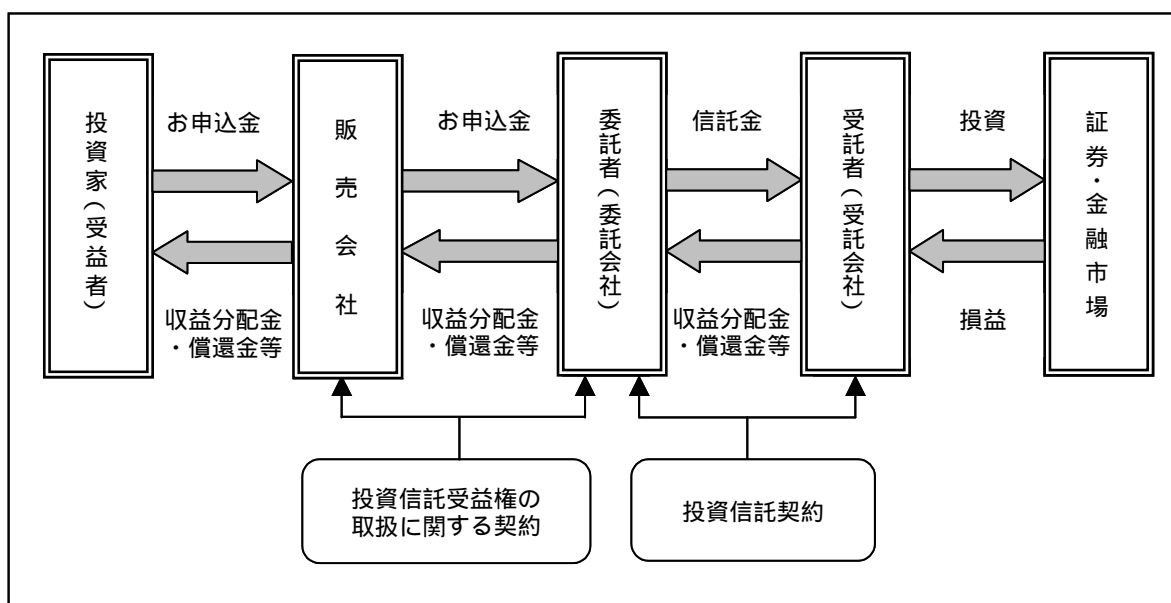 投資家(受益者)
お申込金
収益分配金
・償還金等
販売会社
お申込金
収益分配金
・償還金等
委託者(委託会社)
信託金
収益分配金
・償還金等
受託者(受託会社)
投資
損益
証券・金融市場
投資信託受益権の
取扱に関する契約
投資信託契約